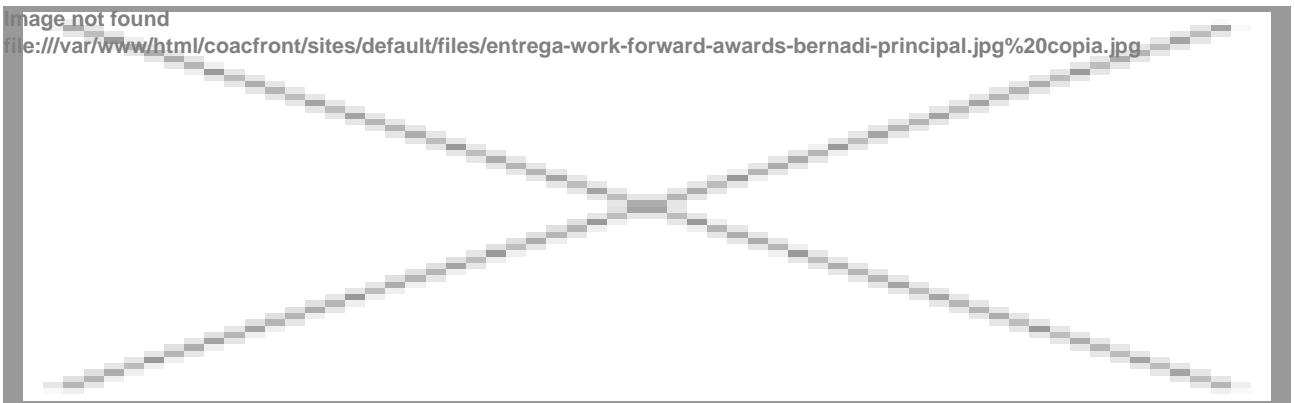 Image not found
file:///var/www/html/coacfront/sites/default/files/entrega-work-forward-awards-bernadi-principal.jpg%20copia.jpg